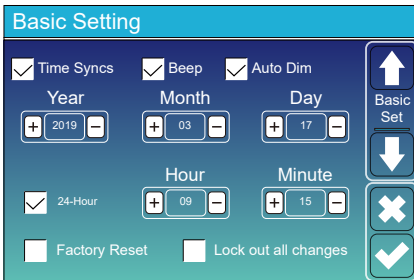 Basic Setting
Time Syncs Beep Auto Dim
Year Month Day
+ 2019 − + 03 − + 17 −
Basic
Set
Hour Minute
24-Hour + 09 − + 15 −
Factory Reset Lock out all changes